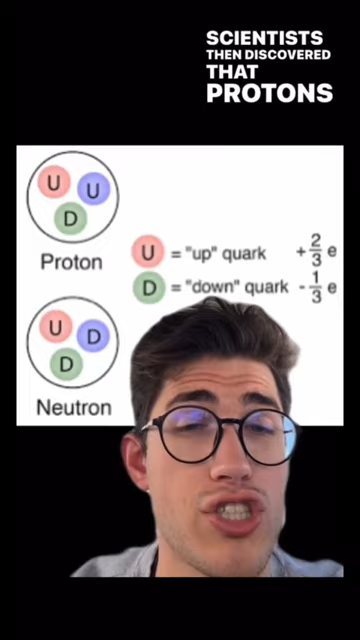 SCIENTISTS
THEN DISCOVERED
THAT
PROTONS
U U
D
Proton
U = "up" quark +2/3 e
D = "down" quark -1/3 e
U D
D
Neutron